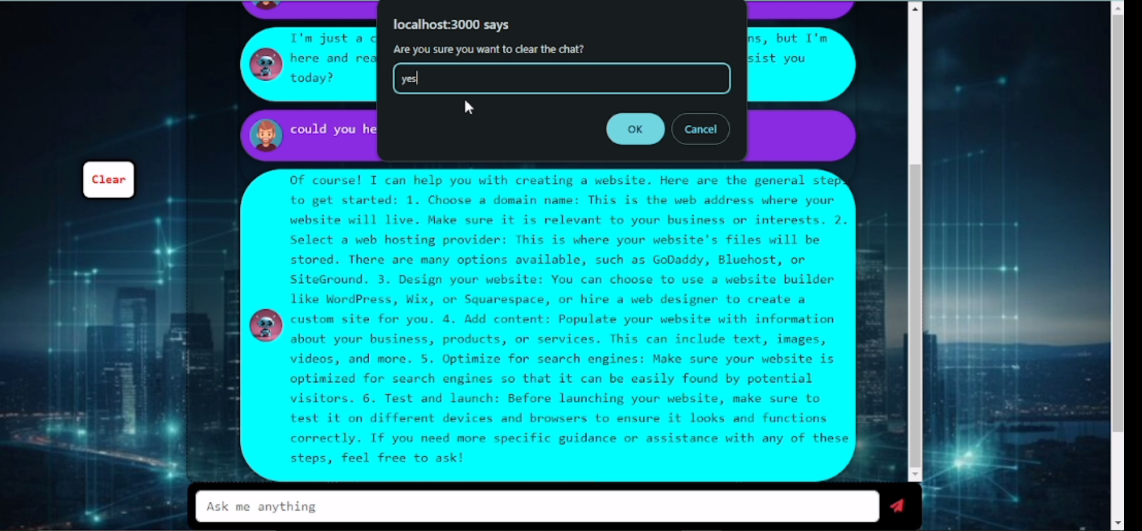 localhost:3000 says
Are you sure you want to clear the chat?
yes
OK
Cancel
I'm just a c
ns, but I'm
here and rea
sist you
today?
could you he
Clear
Of course! I can help you with creating a website. Here are the general steps
to get started: 1. Choose a domain name: This is the web address where your
website will live. Make sure it is relevant to your business or interests. 2.
Select a web hosting provider: This is where your website's files will be
stored. There are many options available, such as GoDaddy, Bluehost, or
SiteGround. 3. Design your website: You can choose to use a website builder
like WordPress, Wix, or Squarespace, or hire a web designer to create a
custom site for you. 4. Add content: Populate your website with information
about your business, products, or services. This can include text, images,
videos, and more. 5. Optimize for search engines: Make sure your website is
optimized for search engines so that it can be easily found by potential
visitors. 6. Test and launch: Before launching your website, make sure to
test it on different devices and browsers to ensure it looks and functions
correctly. If you need more specific guidance or assistance with any of these
steps, feel free to ask!
Ask me anything